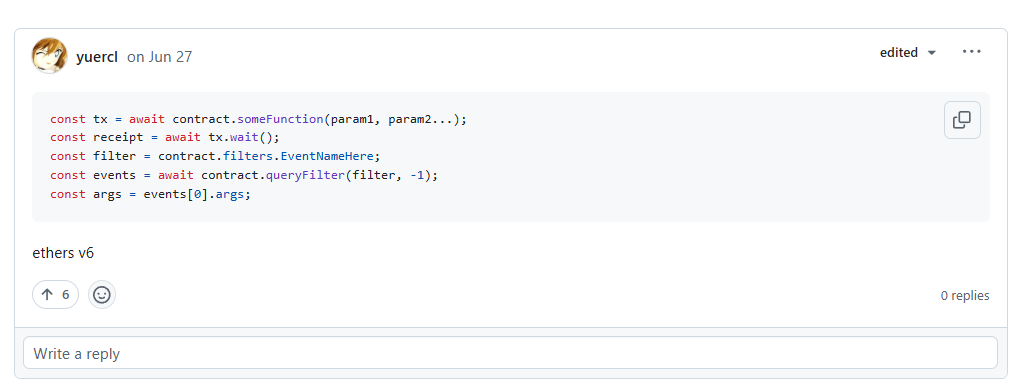 yuercl on Jun 27
edited
const tx = await contract.someFunction(param1, param2...);
const receipt = await tx.wait();
const filter = contract.filters.EventNameHere;
const events = await contract.queryFilter(filter, -1);
const args = events[0].args;
ethers v6
6
0 replies
Write a reply